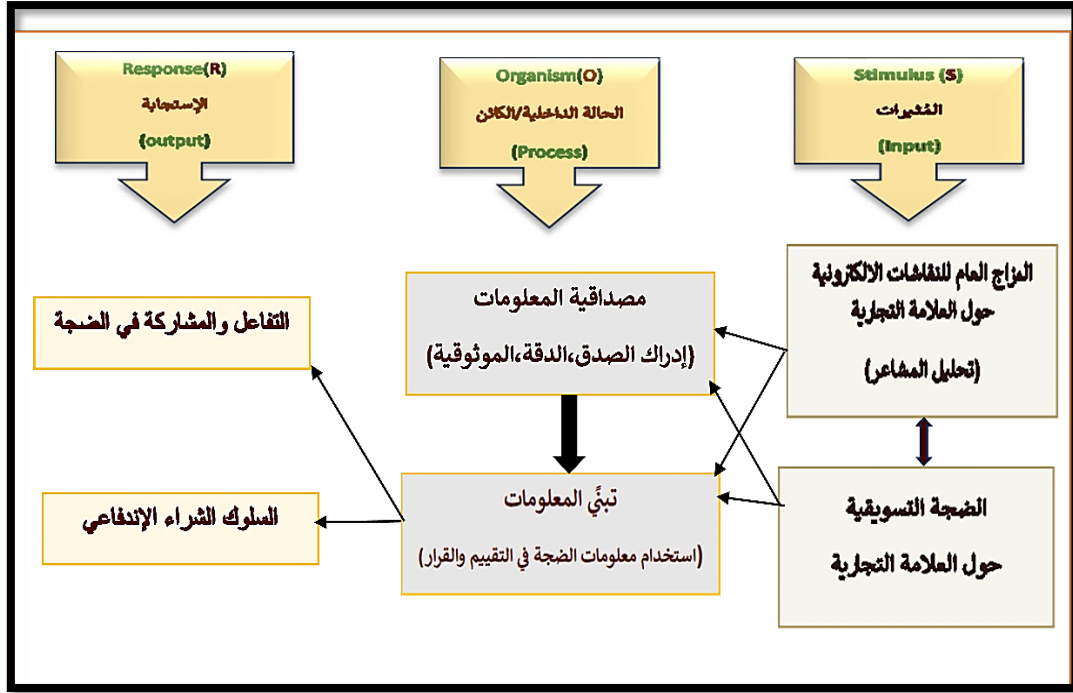 Stimulus (S)
المثيرات
(Input)
Organism(O)
الحالة الداخلية/الكائن
(Process)
Response(R)
الإستجابة
(output)
المزاج العام للنقاشات الالكترونية
حول العلامة التجارية
(تحليل المشاعر)
الضجة التسويقية
حول العلامة التجارية
مصداقية المعلومات
(إدراك الصدق،الدقة،الموثوقية)
تبنِّي المعلومات
(استخدام معلومات الضجة في التقييم والقرار)
التفاعل والمشاركة في الضجة
السلوك الشراء الإندفاعي